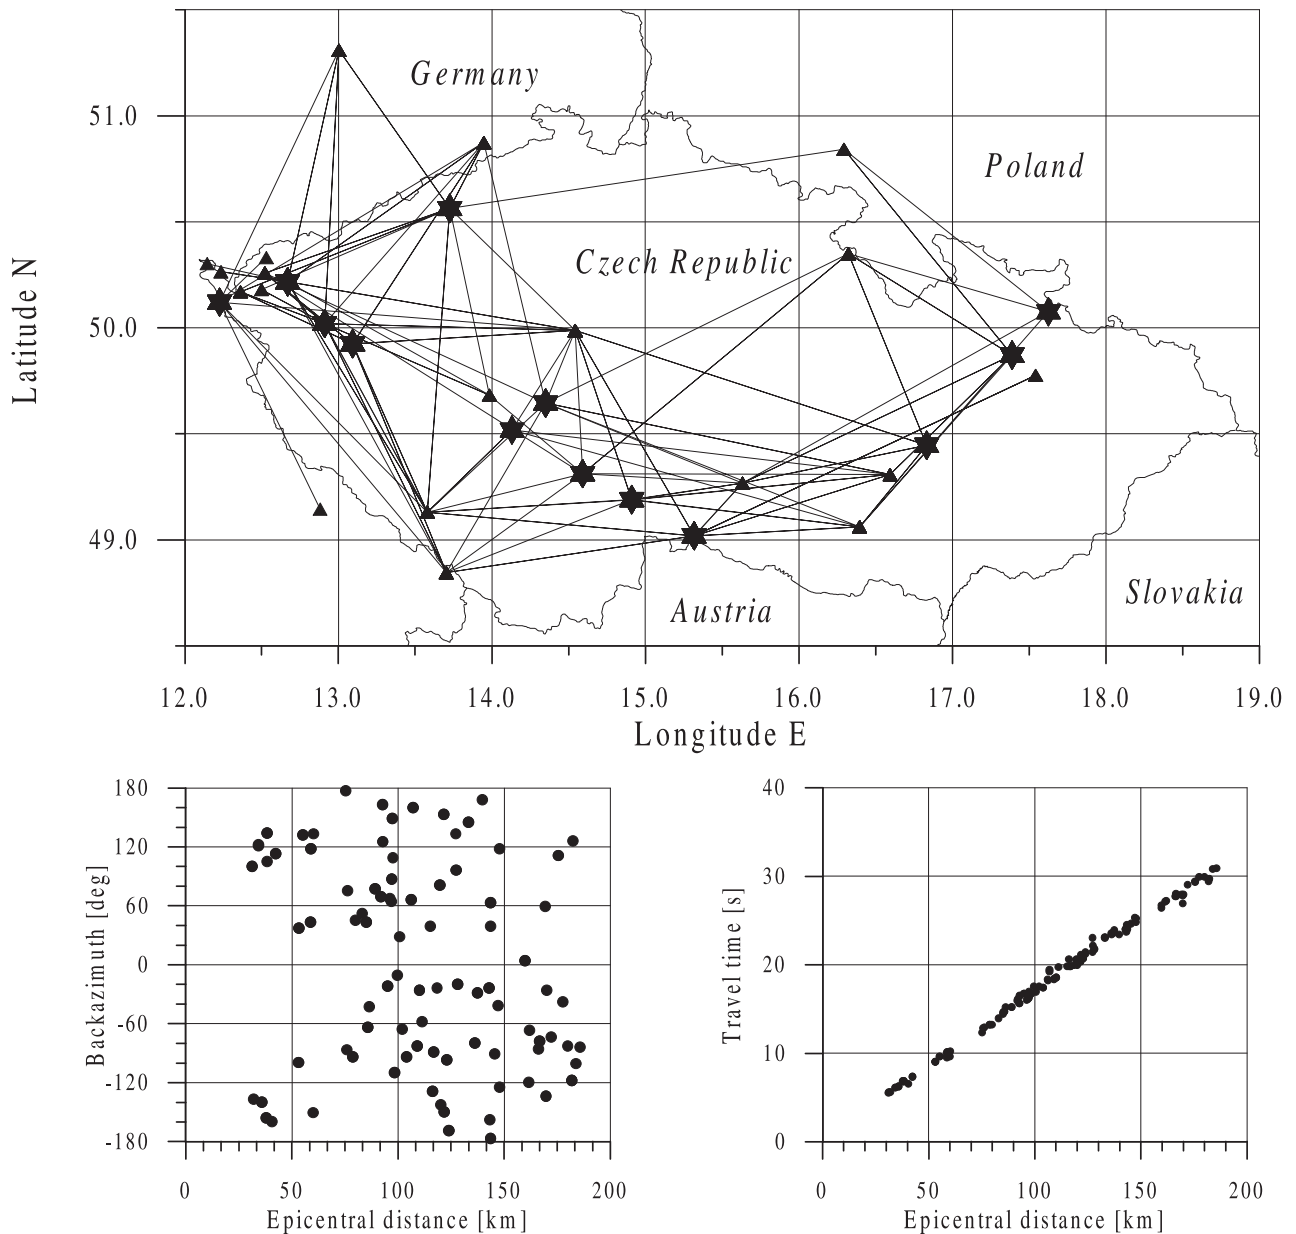 Germany
51.0
Poland
Czech Republic
50.0
Latitude N
49.0
Slovakia
Austria
12.0 13.0 14.0 15.0 16.0 17.0 18.0 19.0
Longitude E
180
120
60
0
-60
-120
-180
Backazimuth [deg]
0 50 100 150 200
Epicentral distance [km]
40
30
20
10
0
Travel time [s]
0 50 100 150 200
Epicentral distance [km]